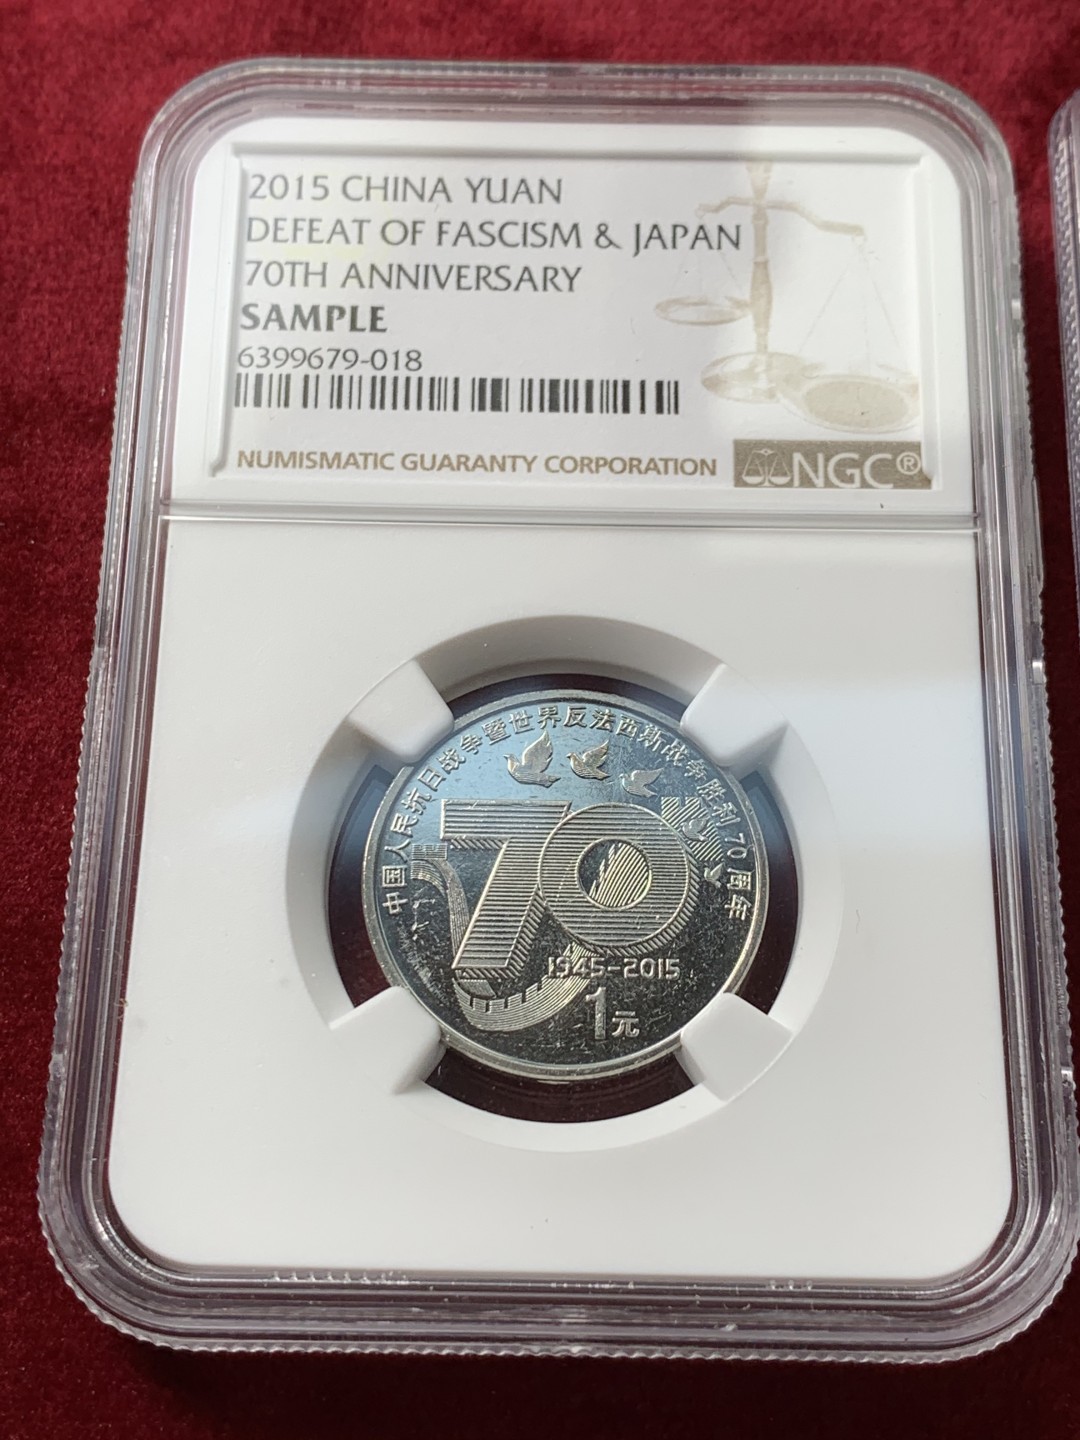 2015 CHINA YUAN
DEFEAT OF FASCISM & JAPAN
70TH ANNIVERSARY
SAMPLE
6399679-018
NUMISMATIC GUARANTY CORPORATION
NGC®
中国人民抗日战争暨世界反法西斯战争胜利70周年
70
1945-2015
1元